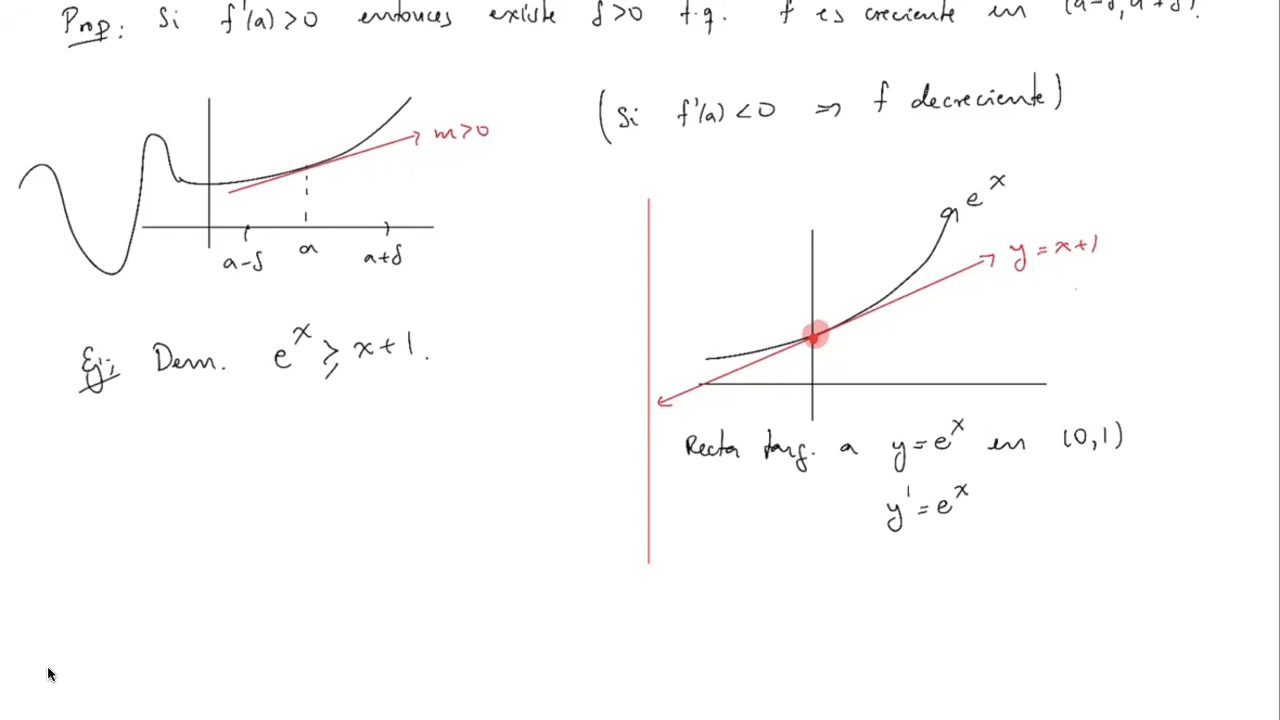 Prop: Si f'(a) > 0 entonces existe δ > 0 t.q. f es creciente en (a-δ, a+δ).
(Si f'(a) < 0 ⇒ f decreciente)
m > 0
a-δ a a+δ
e^x
y = x+1
Ej: Dem. e^x ≥ x+1.
Recta tang. a y = e^x en (0,1)
y' = e^x